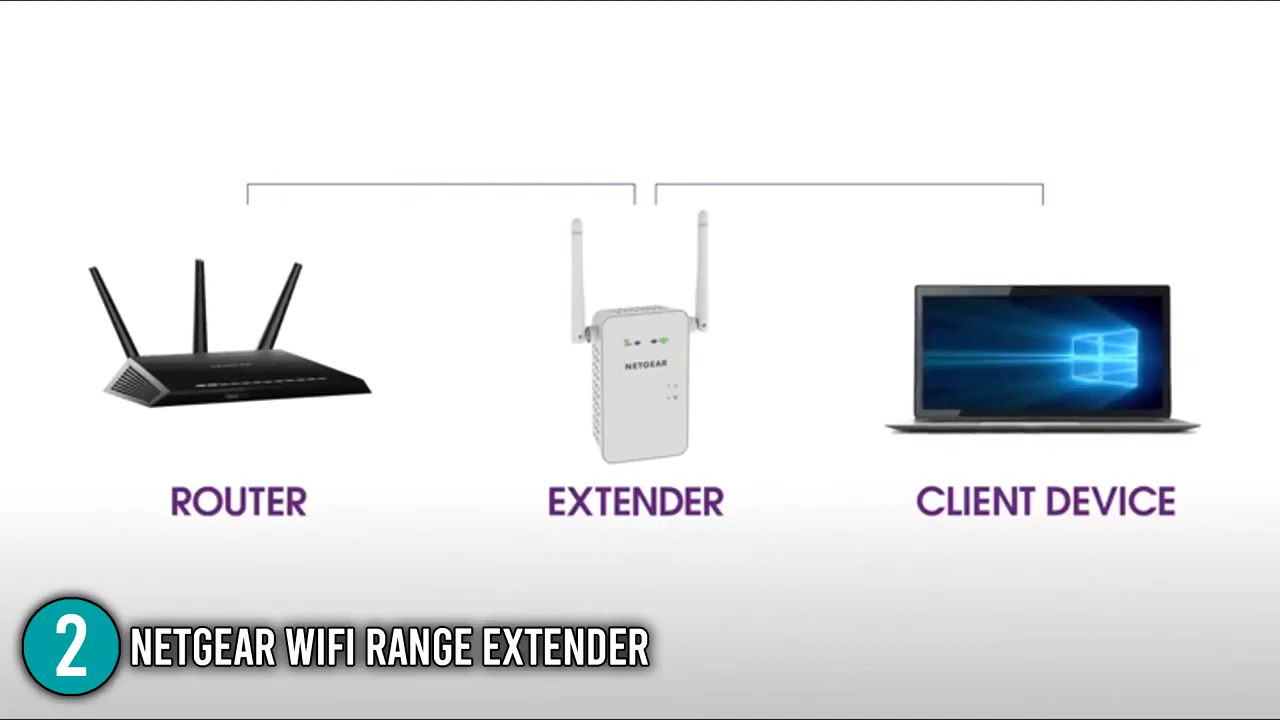 NETGEAR
ROUTER
EXTENDER
CLIENT DEVICE
2
NETGEAR WIFI RANGE EXTENDER